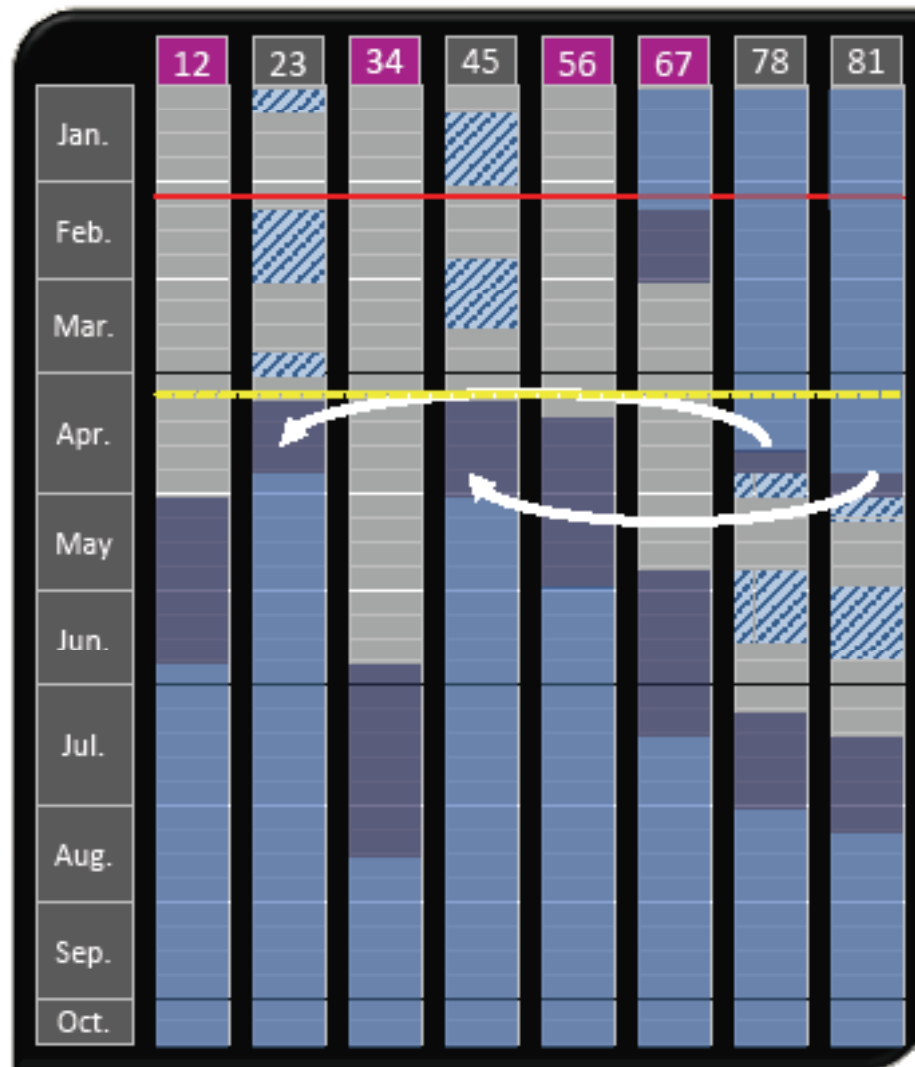 12 23 34 45 56 67 78 81
Jan.
Feb.
Mar.
Apr.
May
Jun.
Jul.
Aug.
Sep.
Oct.